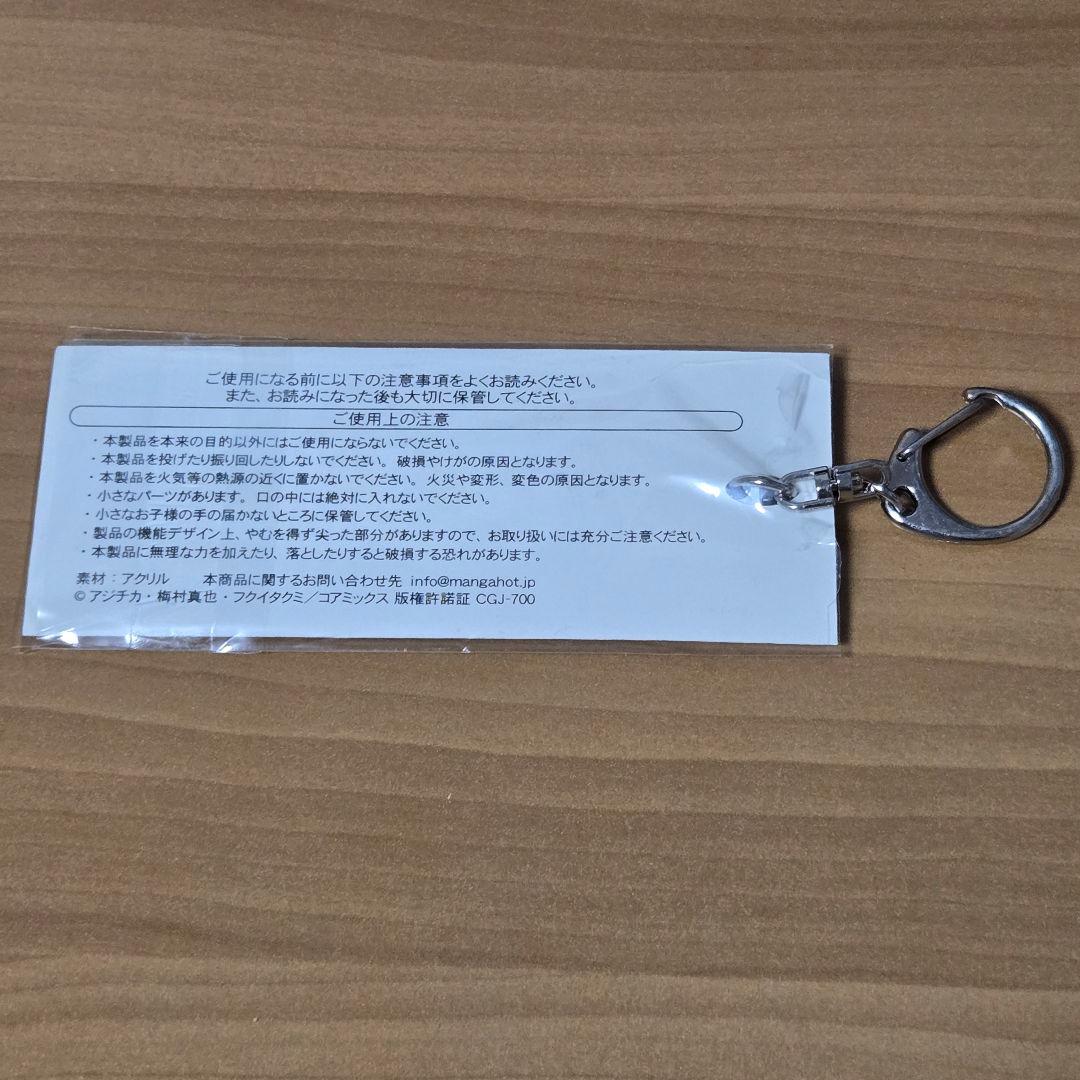 ご使用になる前に以下の注意事項をよくお読みください。
また、お読みになった後も大切に保管してください。
ご使用上の注意
・本製品を本来の目的以外にはご使用にならないでください。
・本製品を投げたり振り回したりしないでください。破損やけがの原因となります。
・本製品を火気等の熱源の近くに置かないでください。火災や変形、変色の原因となります。
・小さなパーツがあります。口の中には絶対に入れないでください。
・小さなお子様の手の届かないところに保管してください。
・製品の機能デザイン上、やむを得ず尖った部分がありますので、お取り扱いには充分ご注意ください。
・本製品に無理な力を加えたり、落としたりすると破損する恐れがあります。
素材：アクリル　　本商品に関するお問い合わせ先 info@mangahot.jp
© アジチカ・梅村真也・フクイタクミ／コアミックス 版権許諾証 CGJ-700